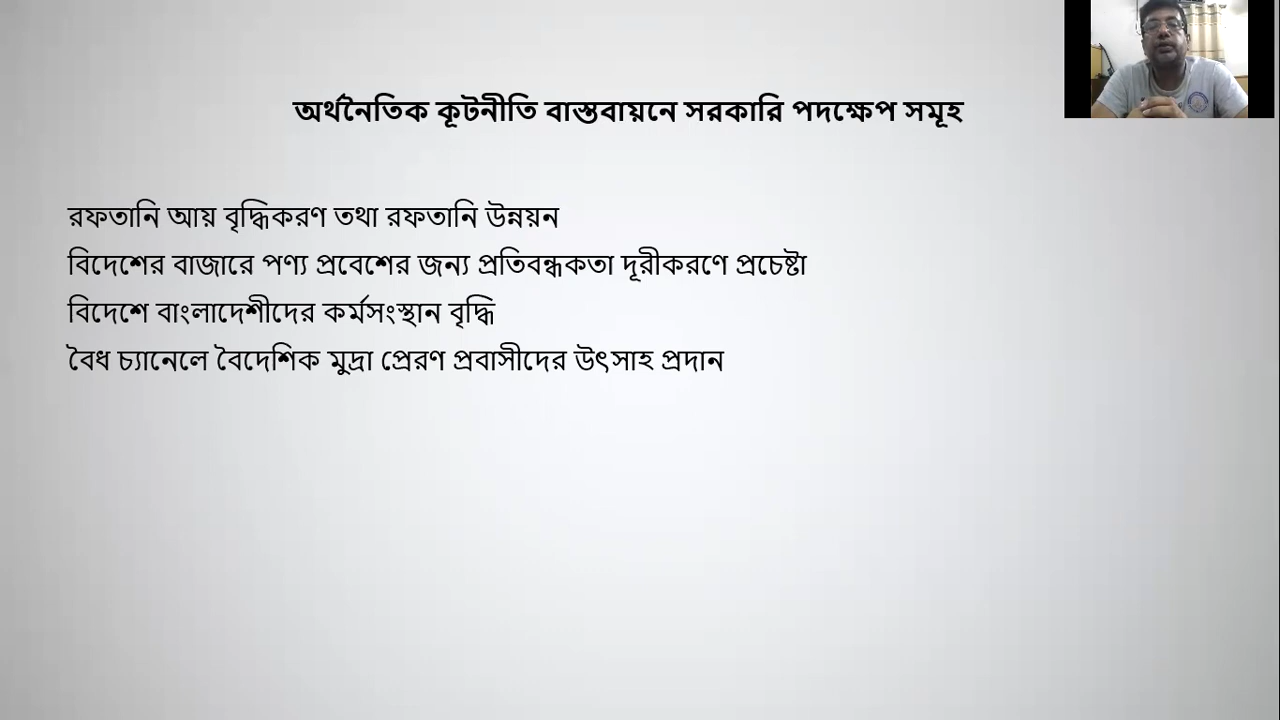 অর্থনৈতিক কূটনীতি বাস্তবায়নে সরকারি পদক্ষেপ সমূহ
রফতানি আয় বৃদ্ধিকরণ তথা রফতানি উন্নয়ন
বিদেশের বাজারে পণ্য প্রবেশের জন্য প্রতিবন্ধকতা দূরীকরণে প্রচেষ্টা
বিদেশে বাংলাদেশীদের কর্মসংস্থান বৃদ্ধি
বৈধ চ্যানেলে বৈদেশিক মুদ্রা প্রেরণ প্রবাসীদের উৎসাহ প্রদান